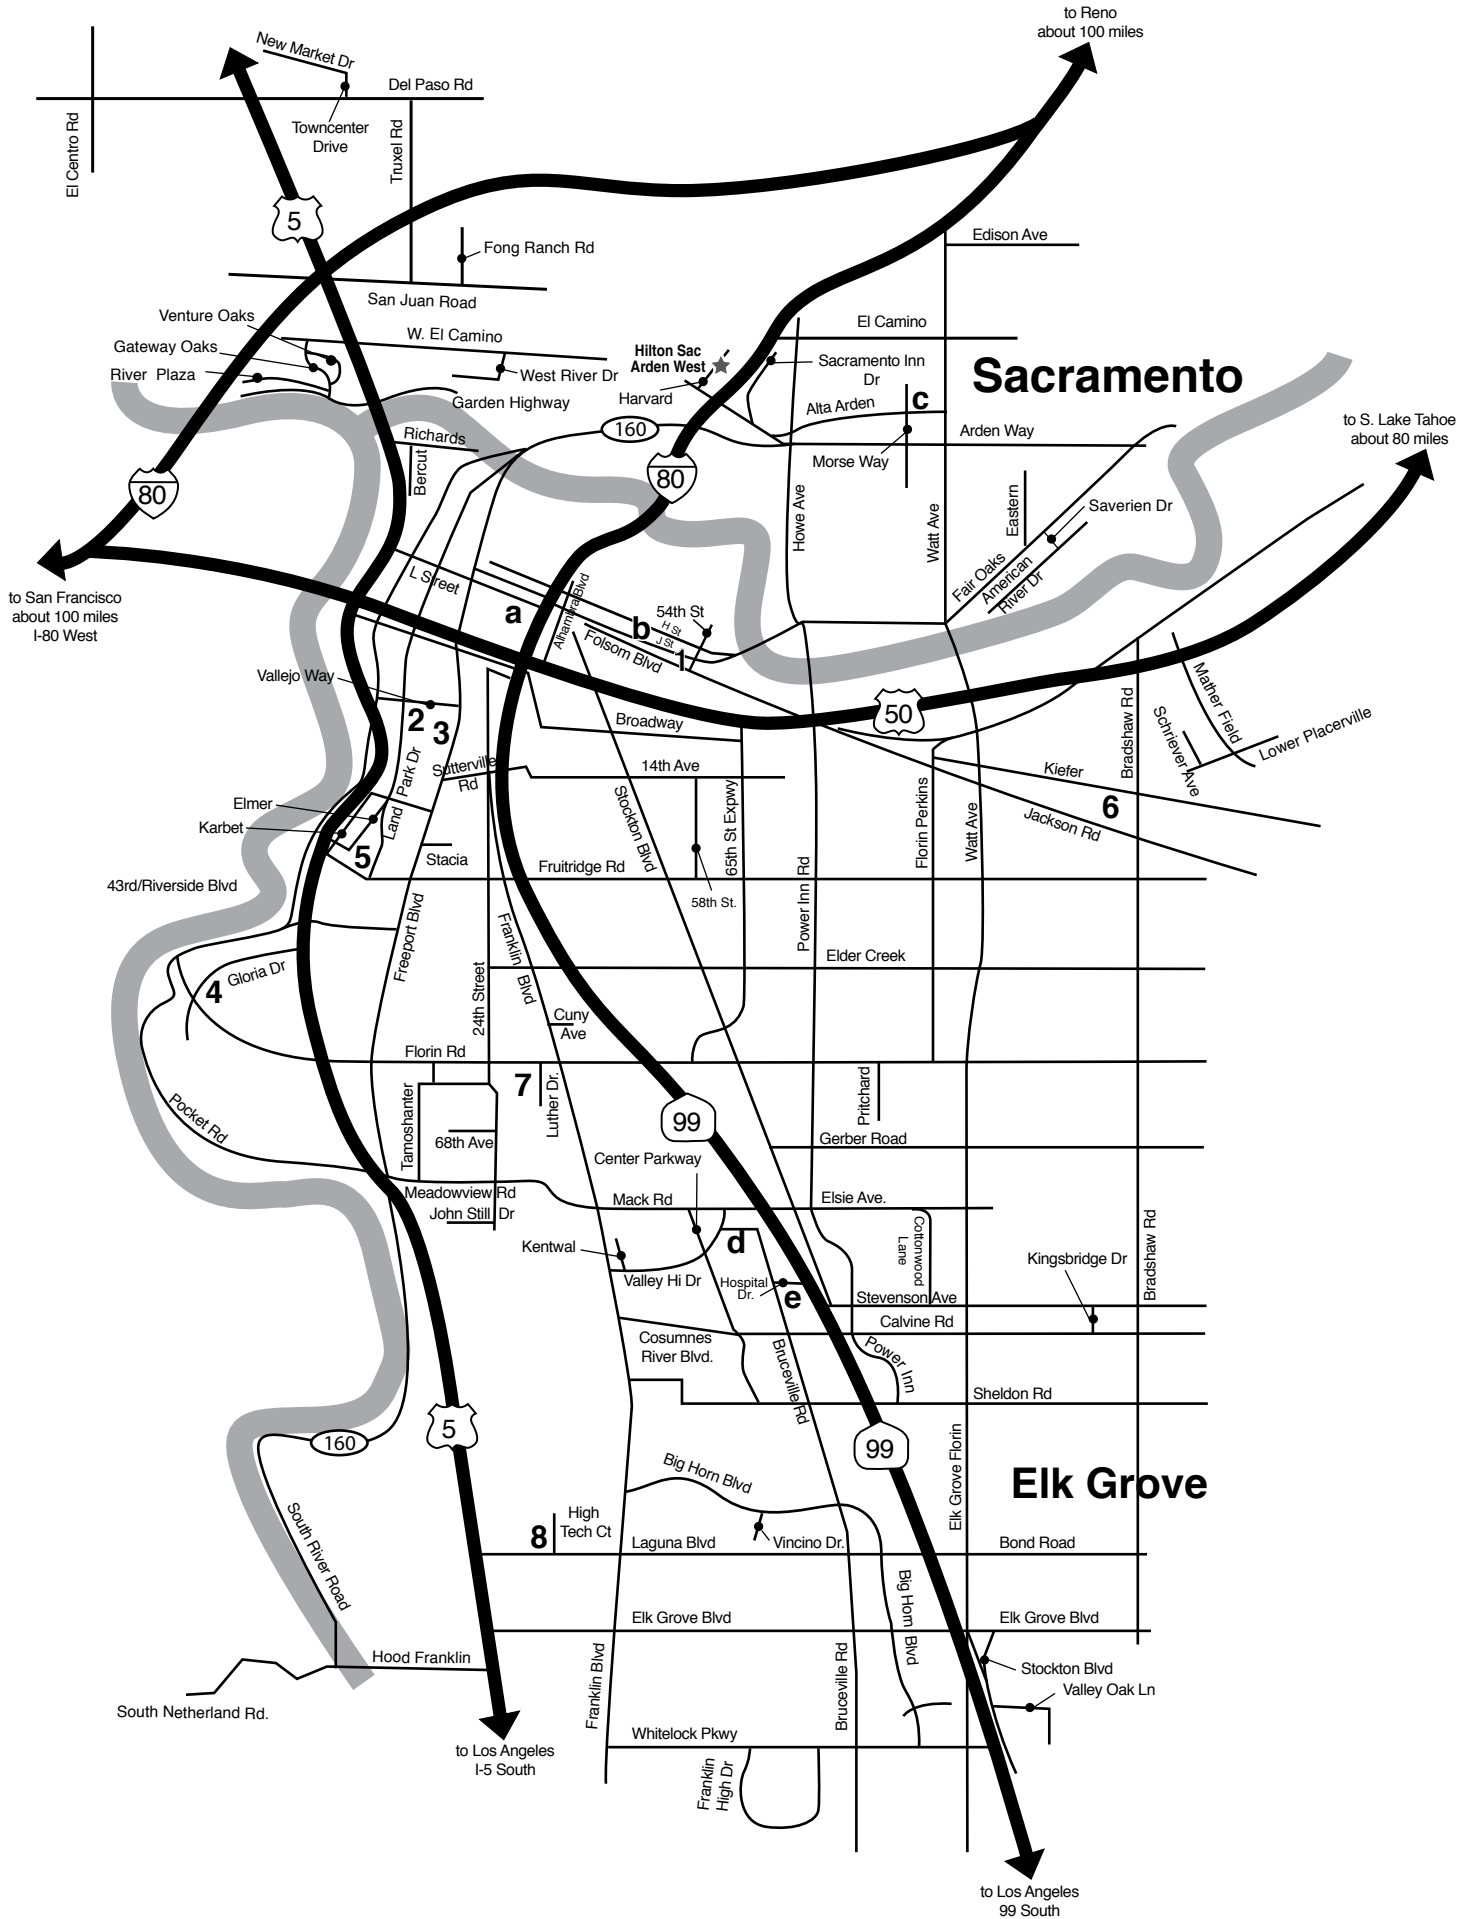 to Reno
about 100 miles
New Market Dr
Del Paso Rd
Towncenter
Drive
El Centro Rd
Truxel Rd
5
Fong Ranch Rd
Edison Ave
San Juan Road
Venture Oaks
W. El Camino
El Camino
Gateway Oaks
Hilton Sac
Arden West
Sacramento Inn
Dr
River Plaza
West River Dr
Sacramento
Harvard
Garden Highway
Alta Arden
c
to S. Lake Tahoe
about 80 miles
160
Richards
Arden Way
Bercut
Morse Way
80
80
Howe Ave
Watt Ave
Eastern
Saverien Dr
Fair Oaks
American
River Dr
L Street
to San Francisco
about 100 miles
I-80 West
a
Alhambra Blvd
b
54th St
H St
J St
1
Folsom Blvd
Vallejo Way
2
3
50
Broadway
Bradshaw Rd
Mather Field
Schriever Ave
Lower Placerville
Sutterville
Rd
14th Ave
Kiefer
6
Jackson Rd
Park Dr
Land
Elmer
Karbet
5
Stacia
Stockton Blvd
65th St Expwy
Power Inn Rd
Florin Perkins
Watt Ave
Fruitridge Rd
43rd/Riverside Blvd
58th St.
Freeport Blvd
Franklin Blvd
Elder Creek
Gloria Dr
4
24th Street
Cuny
Ave
Florin Rd
7
Luther Dr.
Pritchard
Pocket Rd
Tamoshanter
68th Ave
99
Gerber Road
Center Parkway
Meadowview Rd
Mack Rd
Elsie Ave.
John Still Dr
d
Cottonwood
Lane
Kentwal
Valley Hi Dr
Hospital
Dr.
e
Kingsbridge Dr
Bradshaw Rd
Stevenson Ave
Calvine Rd
Cosumnes
River Blvd.
Bruceville Rd
Power Inn
Sheldon Rd
5
160
99
Elk Grove Florin
Elk Grove
Big Horn Blvd
South River Road
8
High
Tech Ct
Laguna Blvd
Vincino Dr.
Bond Road
Big Horn Blvd
Elk Grove Blvd
Elk Grove Blvd
Hood Franklin
Franklin Blvd
Bruceville Rd
Stockton Blvd
Valley Oak Ln
South Netherland Rd.
Whitelock Pkwy
to Los Angeles
I-5 South
Franklin
High Dr
to Los Angeles
99 South